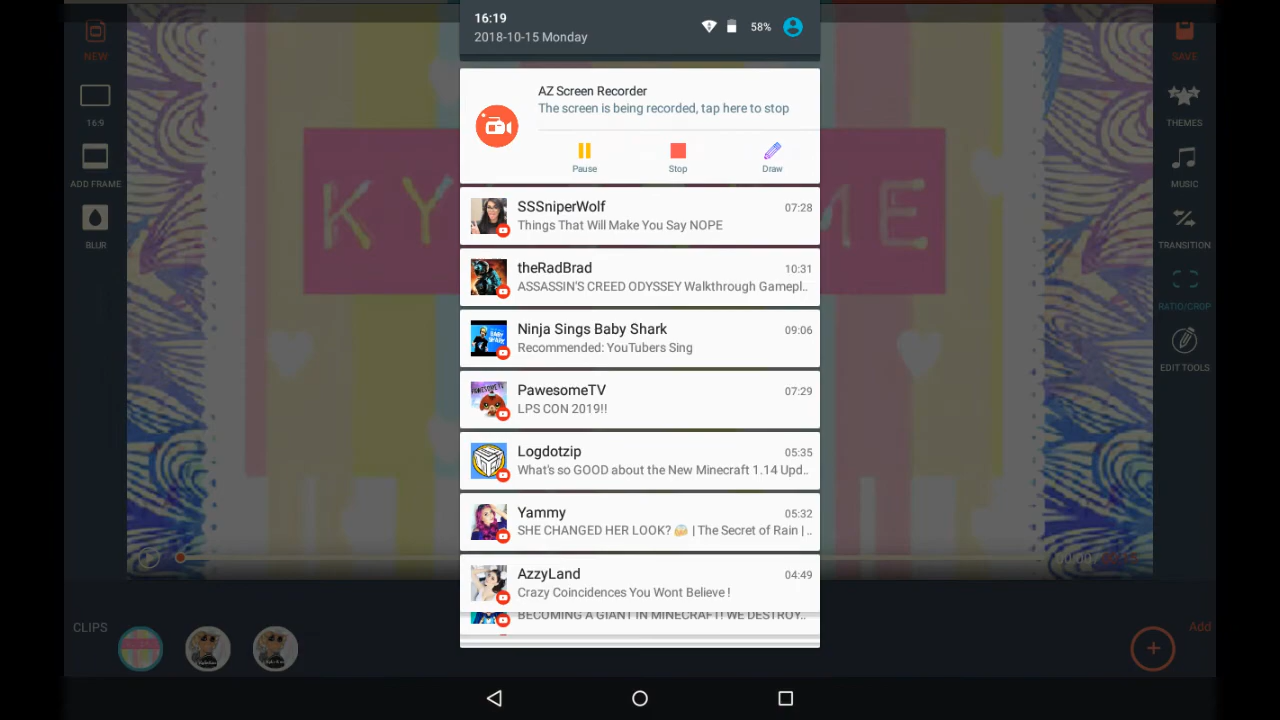 16:19
2018-10-15 Monday
58%
AZ Screen Recorder
The screen is being recorded, tap here to stop
Pause
Stop
Draw
SSSniperWolf
07:28
Things That Will Make You Say NOPE
theRadBrad
10:31
ASSASSIN'S CREED ODYSSEY Walkthrough Gamepl..
Ninja Sings Baby Shark
09:06
Recommended: YouTubers Sing
PawesomeTV
07:29
LPS CON 2019!!
Logdotzip
05:35
What's so GOOD about the New Minecraft 1.14 Upd..
Yammy
05:32
SHE CHANGED HER LOOK? 😱 | The Secret of Rain | ..
AzzyLand
04:49
Crazy Coincidences You Wont Believe !
BECOMING A GIANT IN MINECRAFT! WE DESTROY..
NEW
16:9
ADD FRAME
BLUR
KY
ME
SAVE
THEMES
MUSIC
TRANSITION
RATIO/CROP
EDIT TOOLS
CLIPS
Add